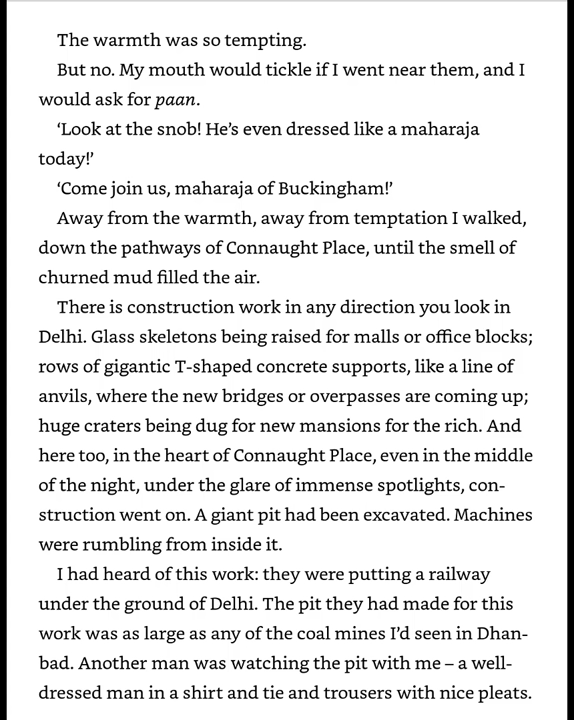 The warmth was so tempting.
But no. My mouth would tickle if I went near them, and I
would ask for paan.
‘Look at the snob! He’s even dressed like a maharaja
today!’
‘Come join us, maharaja of Buckingham!’
Away from the warmth, away from temptation I walked,
down the pathways of Connaught Place, until the smell of
churned mud filled the air.
There is construction work in any direction you look in
Delhi. Glass skeletons being raised for malls or office blocks;
rows of gigantic T-shaped concrete supports, like a line of
anvils, where the new bridges or overpasses are coming up;
huge craters being dug for new mansions for the rich. And
here too, in the heart of Connaught Place, even in the middle
of the night, under the glare of immense spotlights, con-
struction went on. A giant pit had been excavated. Machines
were rumbling from inside it.
I had heard of this work: they were putting a railway
under the ground of Delhi. The pit they had made for this
work was as large as any of the coal mines I’d seen in Dhan-
bad. Another man was watching the pit with me – a well-
dressed man in a shirt and tie and trousers with nice pleats.